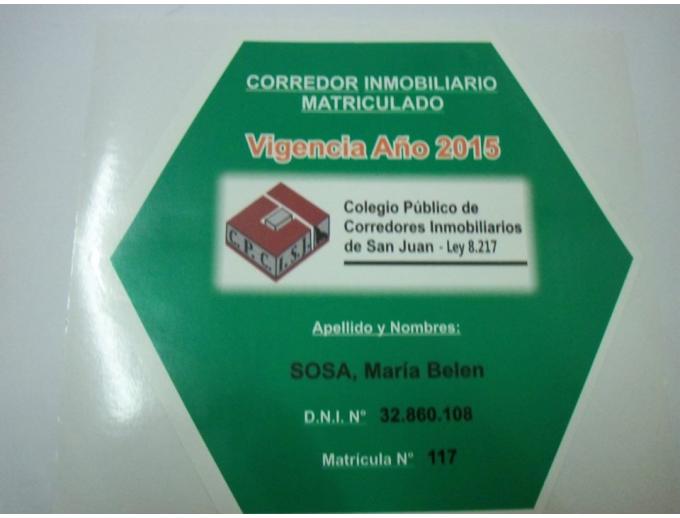 CORREDOR INMOBILIARIO
MATRICULADO
Vigencia Año 2015
C.P.C.I.S.J.
Colegio Público de
Corredores Inmobiliarios
de San Juan - Ley 8.217
Apellido y Nombres:
SOSA, María Belen
D.N.I. N° 32.860.108
Matrícula N° 117